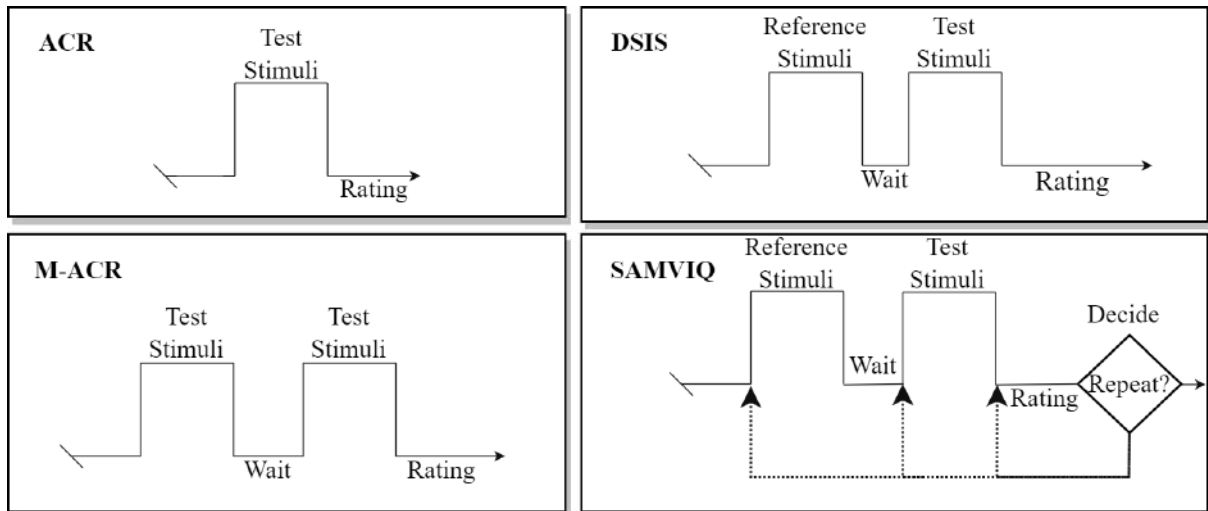 ACR
Test
Stimuli
Rating
DSIS
Reference
Stimuli
Test
Stimuli
Wait
Rating
M-ACR
Test
Stimuli
Test
Stimuli
Wait
Rating
SAMVIQ
Reference
Stimuli
Test
Stimuli
Decide
Wait
Rating
Repeat?